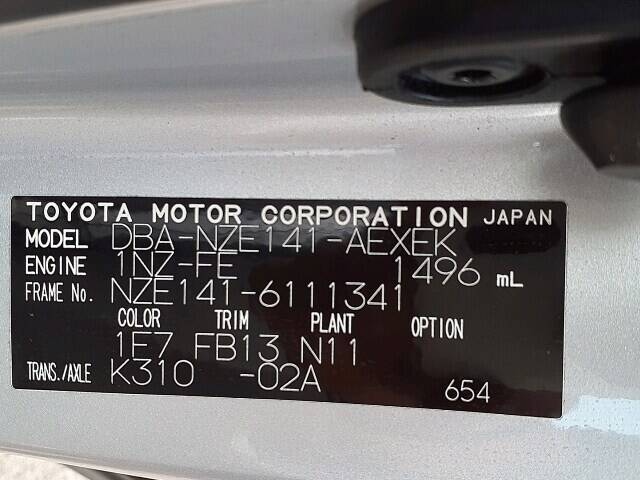 TOYOTA MOTOR CORPORATION JAPAN
MODEL DBA-NZE141-AEXEK
ENGINE 1NZ-FE 1496 mL
FRAME No. NZE141-6111341
COLOR TRIM PLANT OPTION
1E7 FB13 N11
TRANS./AXLE K310 -02A 654